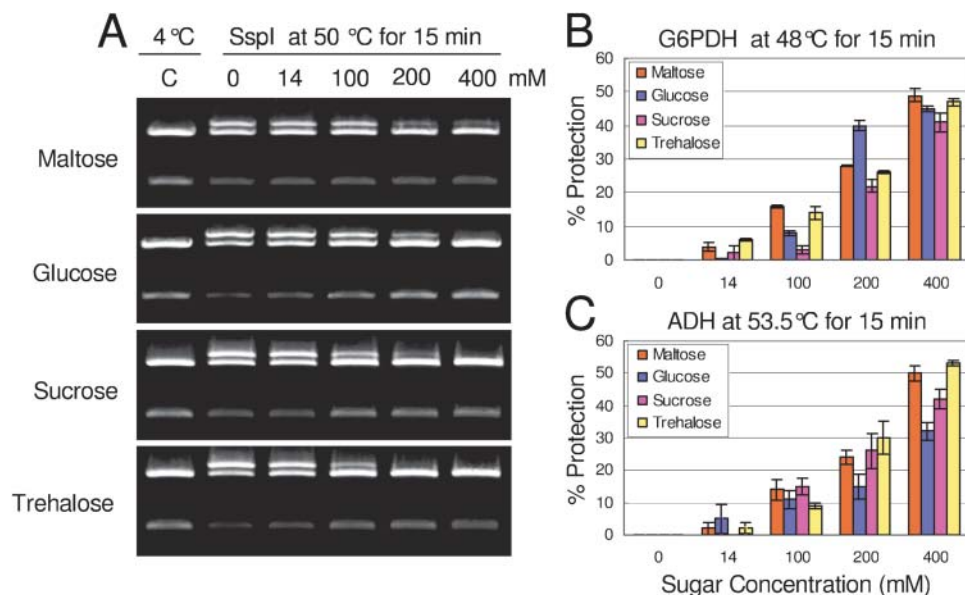 A
4 °C SspI at 50 °C for 15 min
C 0 14 100 200 400 mM
Maltose
Glucose
Sucrose
Trehalose
B
G6PDH at 48°C for 15 min
60
50
40
30
20
10
0
% Protection
Maltose
Glucose
Sucrose
Trehalose
0 14 100 200 400
C
ADH at 53.5°C for 15 min
60
50
40
30
20
10
0
% Protection
Maltose
Glucose
Sucrose
Trehalose
0 14 100 200 400
Sugar Concentration (mM)